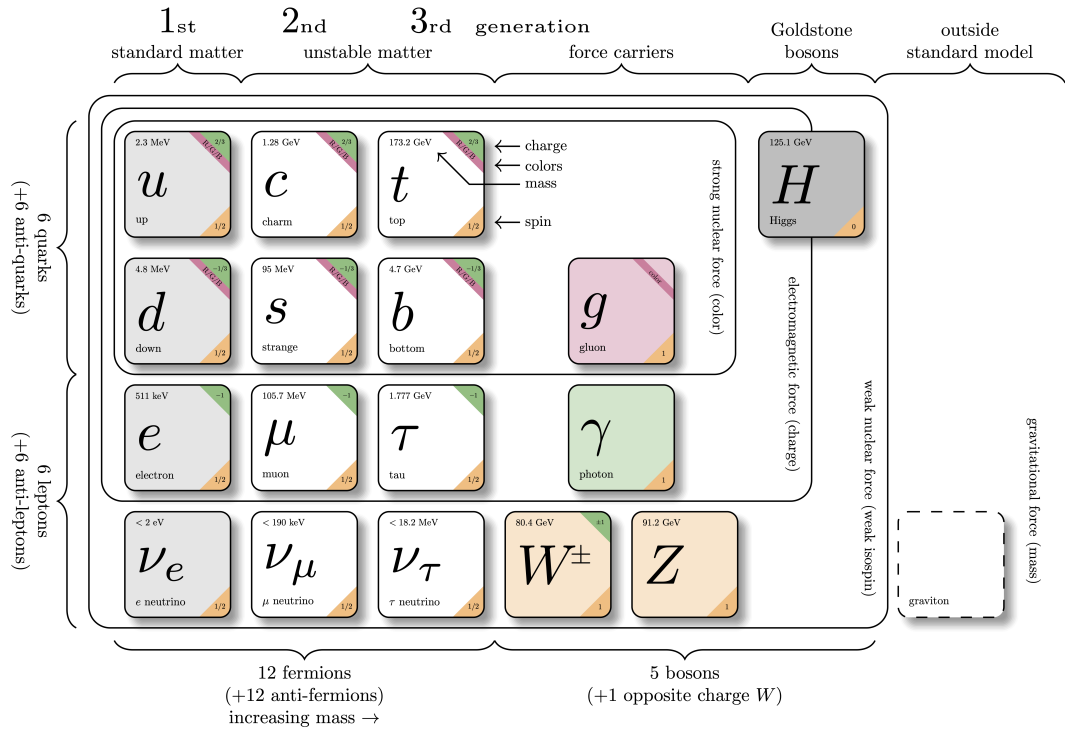 1st
2nd
3rd
generation
Goldstone
bosons
outside
standard model
standard matter
unstable matter
force carriers
6 quarks
(+6 anti-quarks)
6 leptons
(+6 anti-leptons)
2.3 MeV
2/3
R/G/B
u
up
1/2
1.28 GeV
2/3
R/G/B
c
charm
1/2
173.2 GeV
2/3
R/G/B
t
top
1/2
charge
colors
mass
spin
125.1 GeV
H
Higgs
0
4.8 MeV
−1/3
R/G/B
d
down
1/2
95 MeV
−1/3
R/G/B
s
strange
1/2
4.7 GeV
−1/3
R/G/B
b
bottom
1/2
color
g
gluon
1
strong nuclear force (color)
511 keV
−1
e
electron
1/2
105.7 MeV
−1
μ
muon
1/2
1.777 GeV
−1
τ
tau
1/2
γ
photon
1
electromagnetic force (charge)
< 2 eV
νe
e neutrino
1/2
< 190 keV
νμ
μ neutrino
1/2
< 18.2 MeV
ντ
τ neutrino
1/2
80.4 GeV
±1
W±
1
91.2 GeV
Z
1
weak nuclear force (weak isospin)
graviton
gravitational force (mass)
12 fermions
(+12 anti-fermions)
increasing mass →
5 bosons
(+1 opposite charge W)